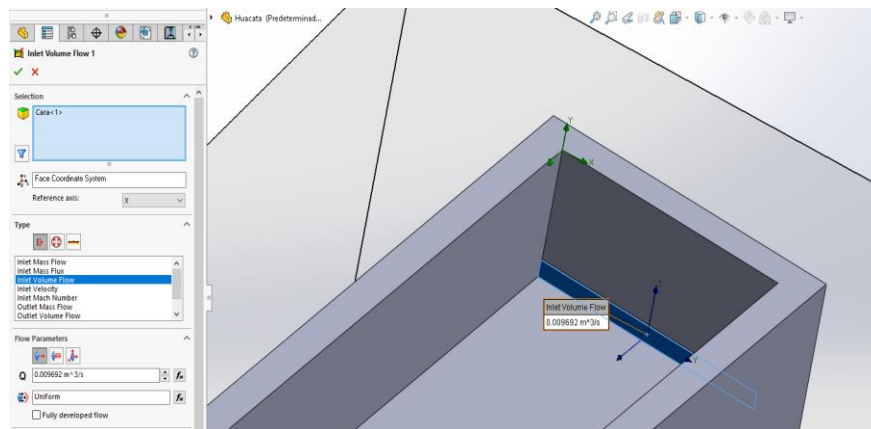 Huacata (Predeterminad...
Inlet Volume Flow 1
Selection
Cara<1>
Face Coordinate System
Reference axis:
X
Type
Inlet Mass Flow
Inlet Mass Flux
Inlet Volume Flow
Inlet Velocity
Inlet Mach Number
Outlet Mass Flow
Outlet Volume Flow
Flow Parameters
Q 0.009692 m^3/s
Uniform
Fully developed flow
Y
X
Inlet Volume Flow
0.009692 m^3/s
Y